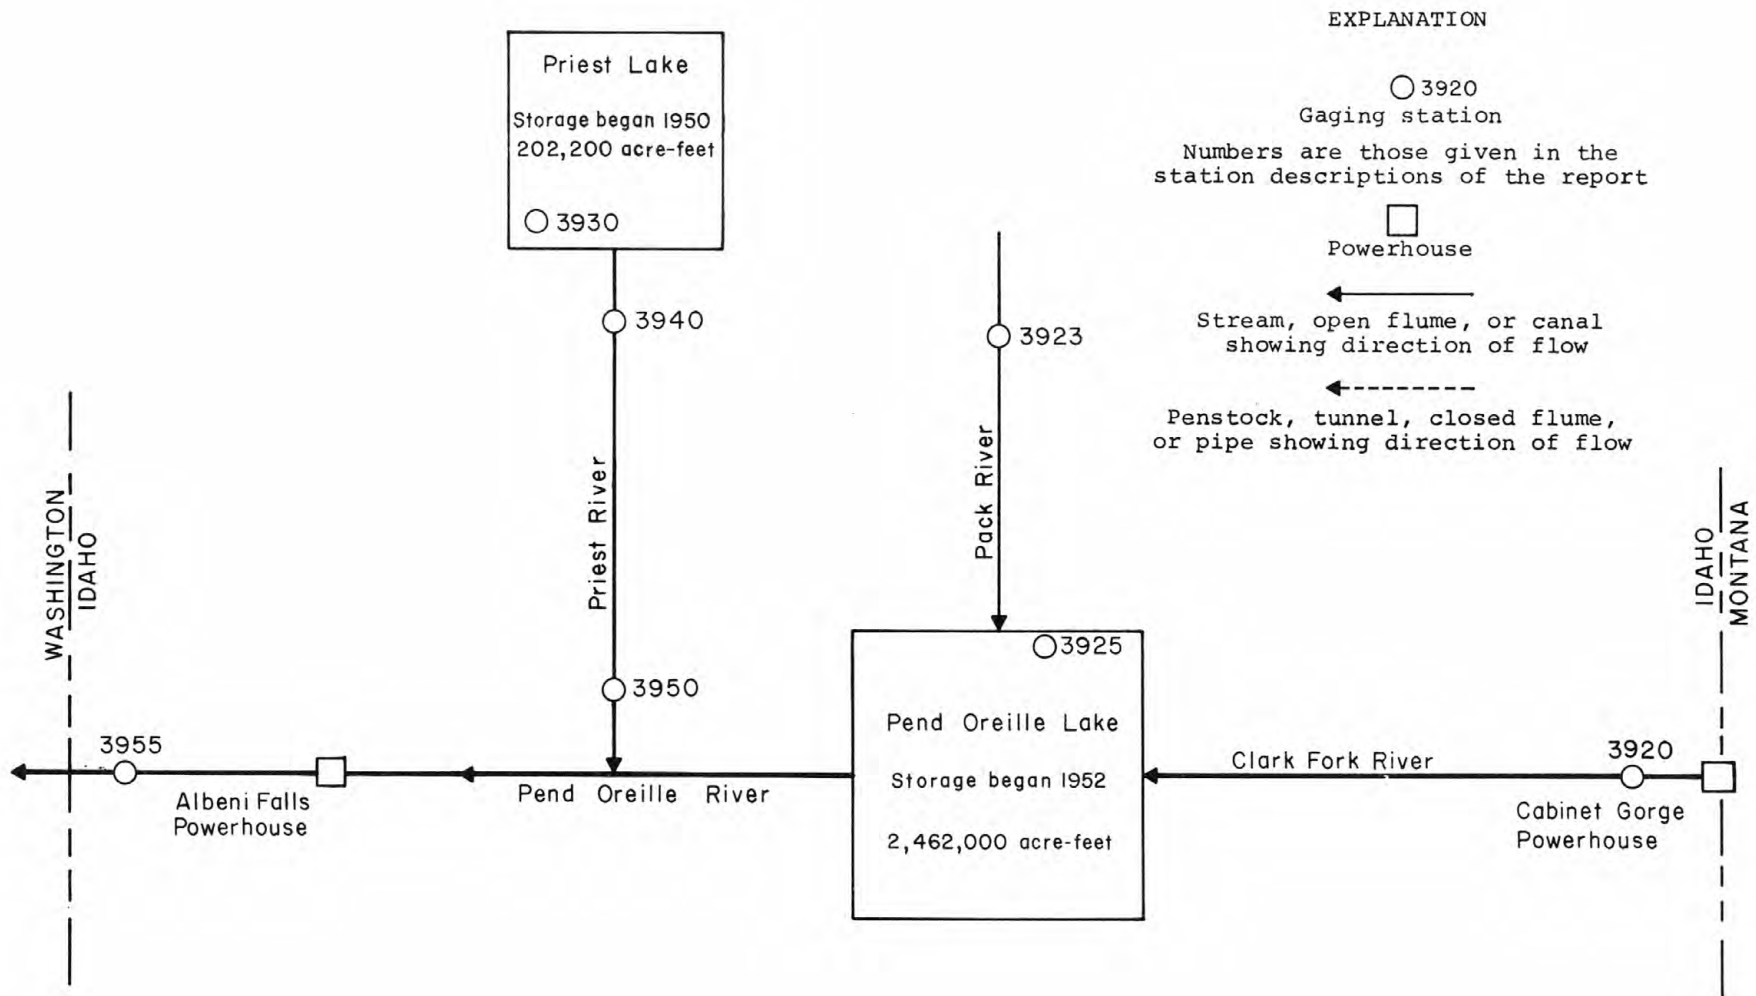 EXPLANATION
3920
Gaging station
Numbers are those given in the
station descriptions of the report
Powerhouse
Stream, open flume, or canal
showing direction of flow
Penstock, tunnel, closed flume,
or pipe showing direction of flow
Priest Lake
Storage began 1950
202,200 acre-feet
3930
3940
Priest River
3950
3923
Pack River
3925
Pend Oreille Lake
Storage began 1952
2,462,000 acre-feet
WASHINGTON
IDAHO
3955
Albeni Falls
Powerhouse
Pend Oreille River
Clark Fork River
3920
Cabinet Gorge
Powerhouse
IDAHO
MONTANA